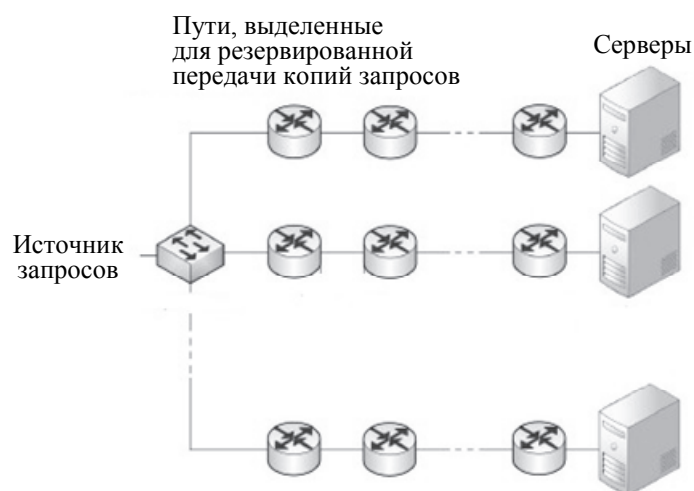 Пути, выделенные
для резервированной
передачи копий запросов
Серверы
Источник
запросов